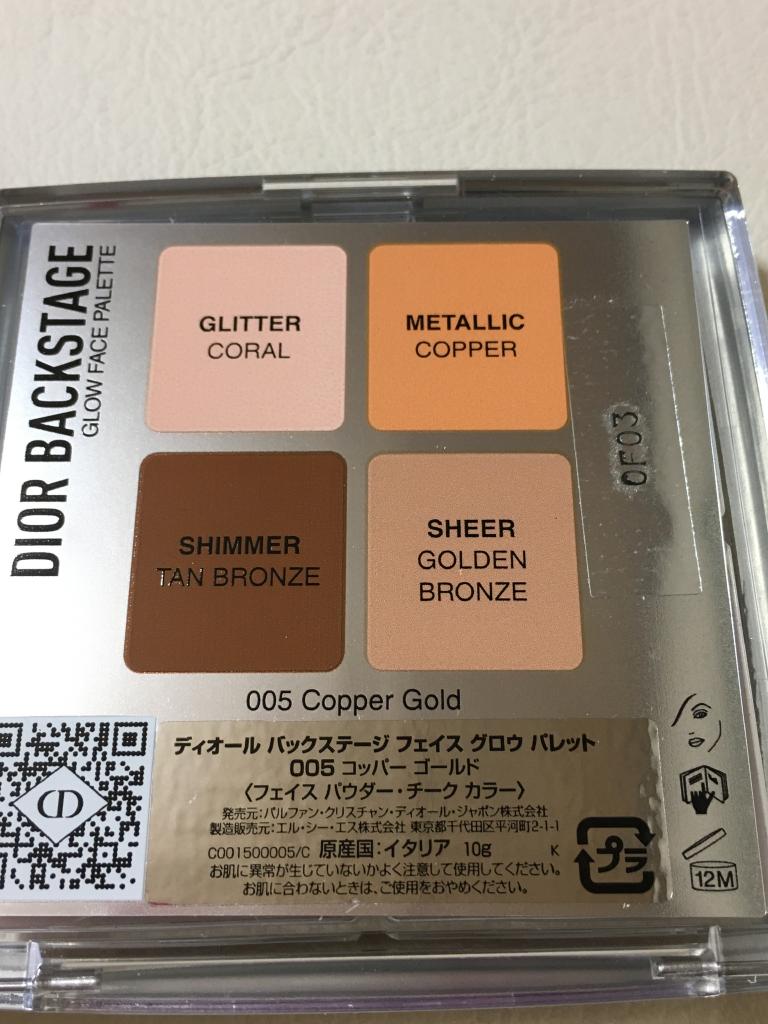 DIOR BACKSTAGE
GLOW FACE PALETTE
GLITTER
CORAL
METALLIC
COPPER
SHIMMER
TAN BRONZE
SHEER
GOLDEN
BRONZE
0F03
005 Copper Gold
ディオール バックステージ フェイス グロウ パレット
005 コッパー ゴールド
〈フェイス パウダー・チーク カラー〉
発売元:パルファン・クリスチャン・ディオール・ジャポン株式会社
製造販売元:エル・シー・エス株式会社 東京都千代田区平河町2-1-1
C001500005/C 原産国:イタリア 10g K
お肌に異常が生じていないかよく注意して使用してください。
お肌に合わないときは、ご使用をおやめください。
プラ
12M
CD